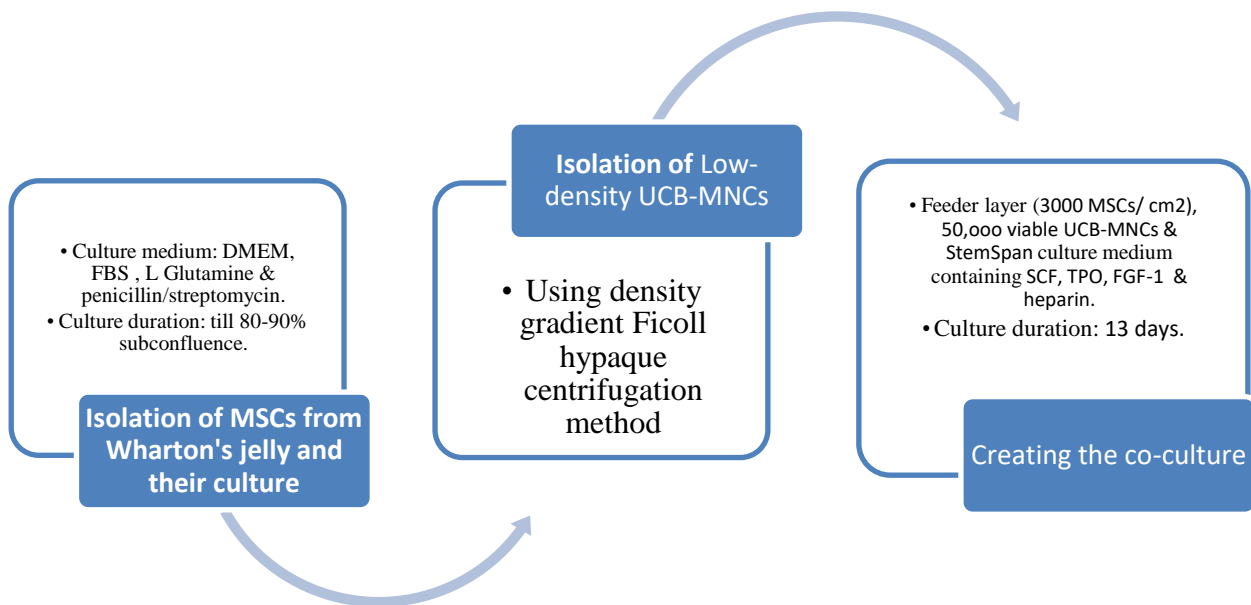 • Culture medium: DMEM,
FBS , L Glutamine &
penicillin/streptomycin.
• Culture duration: till 80-90%
subconfluence.
Isolation of MSCs from
Wharton's jelly and
their culture
Isolation of Low-
density UCB-MNCs
• Using density
gradient Ficoll
hypaque
centrifugation
method
• Feeder layer (3000 MSCs/ cm2),
50,ooo viable UCB-MNCs &
StemSpan culture medium
containing SCF, TPO, FGF-1 &
heparin.
• Culture duration: 13 days.
Creating the co-culture